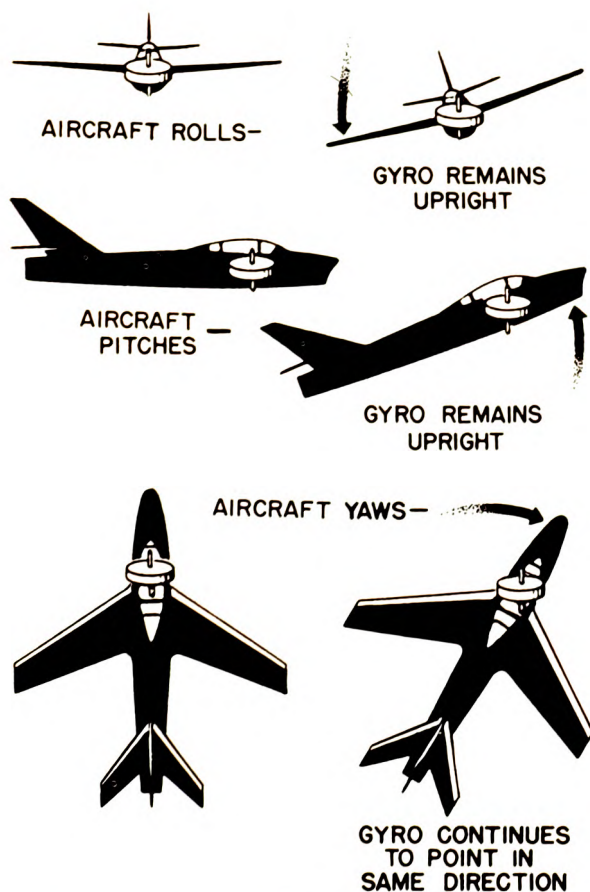 AIRCRAFT ROLLS—
GYRO REMAINS
UPRIGHT
AIRCRAFT —
PITCHES
GYRO REMAINS
UPRIGHT
AIRCRAFT YAWS—
GYRO CONTINUES
TO POINT IN
SAME DIRECTION